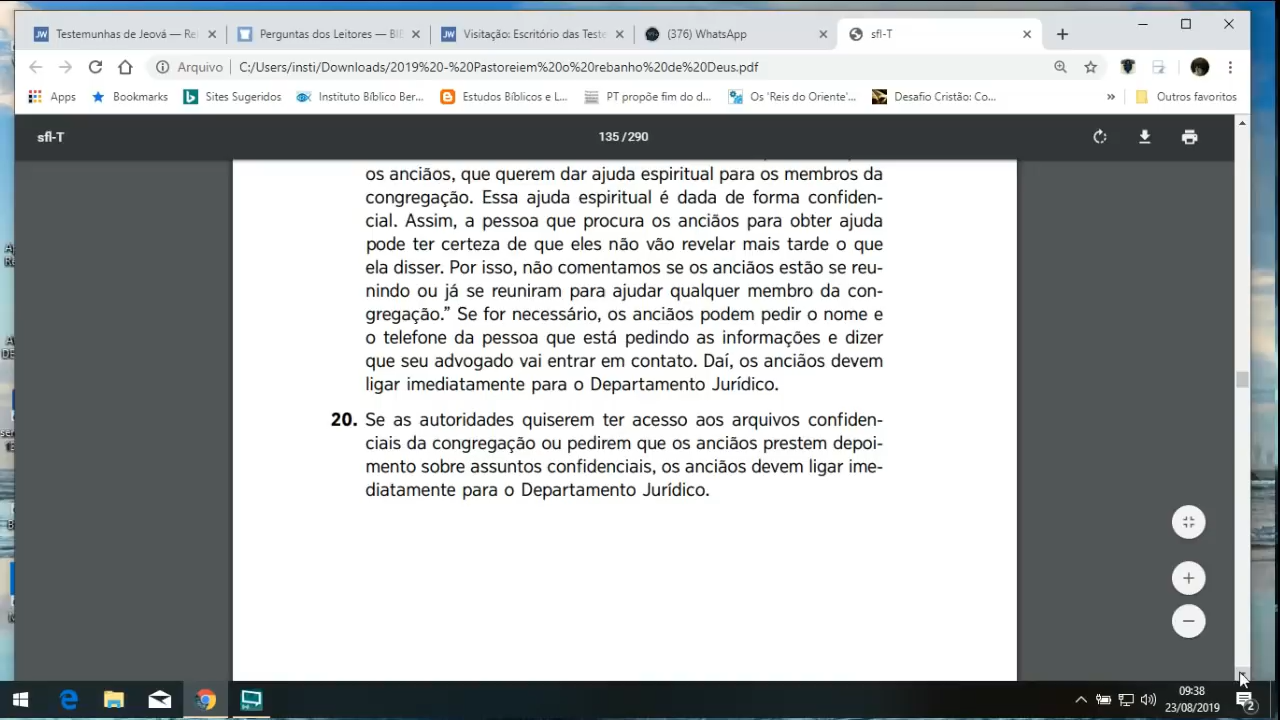 Testemunhas de Jeová — Re
Perguntas dos Leitores — BI
Visitação: Escritório das Teste
(376) WhatsApp
sfl-T
Arquivo
C:/Users/insti/Downloads/2019%20-%20Pastoreiem%20o%20rebanho%20de%20Deus.pdf
Apps
Bookmarks
Sites Sugeridos
Instituto Bíblico Ber...
Estudos Bíblicos e L...
PT propõe fim do d...
Os 'Reis do Oriente'...
Desafio Cristão: Co...
»
Outros favoritos
sfl-T
135 / 290
os anciãos, que querem dar ajuda espiritual para os membros da
congregação. Essa ajuda espiritual é dada de forma confiden-
cial. Assim, a pessoa que procura os anciãos para obter ajuda
pode ter certeza de que eles não vão revelar mais tarde o que
ela disser. Por isso, não comentamos se os anciãos estão se reu-
nindo ou já se reuniram para ajudar qualquer membro da con-
gregação.” Se for necessário, os anciãos podem pedir o nome e
o telefone da pessoa que está pedindo as informações e dizer
que seu advogado vai entrar em contato. Daí, os anciãos devem
ligar imediatamente para o Departamento Jurídico.
20. Se as autoridades quiserem ter acesso aos arquivos confiden-
ciais da congregação ou pedirem que os anciãos prestem depoi-
mento sobre assuntos confidenciais, os anciãos devem ligar ime-
diatamente para o Departamento Jurídico.
09:38
23/08/2019
2